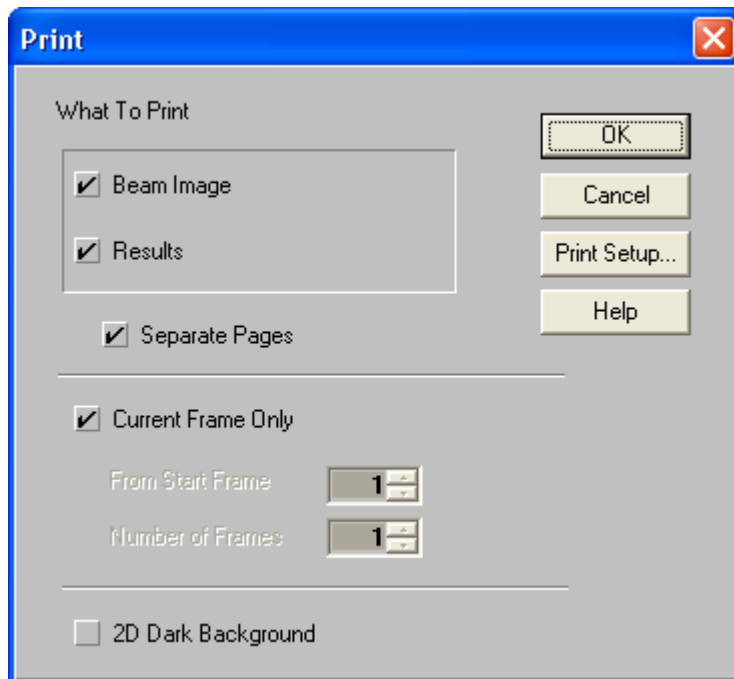 Print
What To Print
OK
Beam Image
Cancel
Results
Print Setup...
Help
Separate Pages
Current Frame Only
From Start Frame 1
Number of Frames 1
2D Dark Background